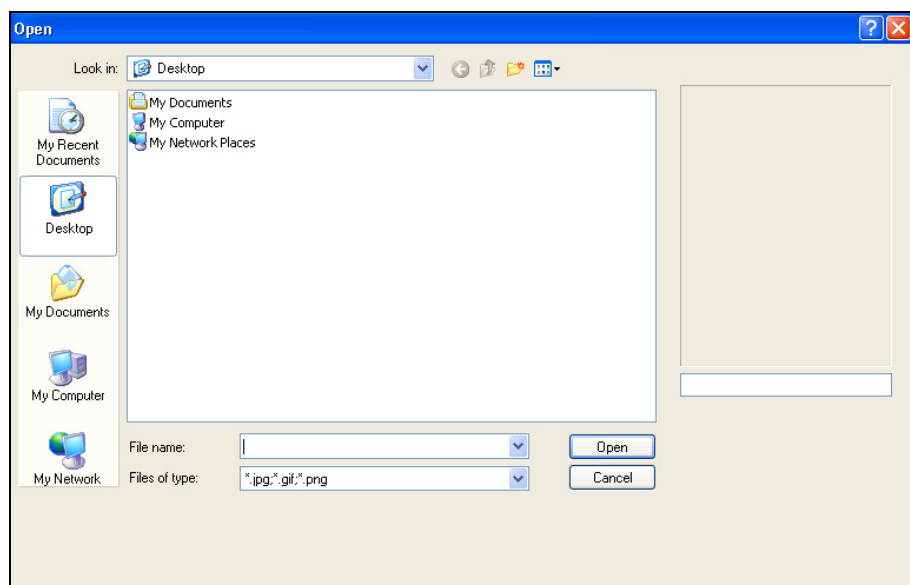 Open
Look in: Desktop
My Recent
Documents
Desktop
My Documents
My Computer
My Network
My Documents
My Computer
My Network Places
File name:
Open
Files of type: *.jpg;*.gif;*.png
Cancel